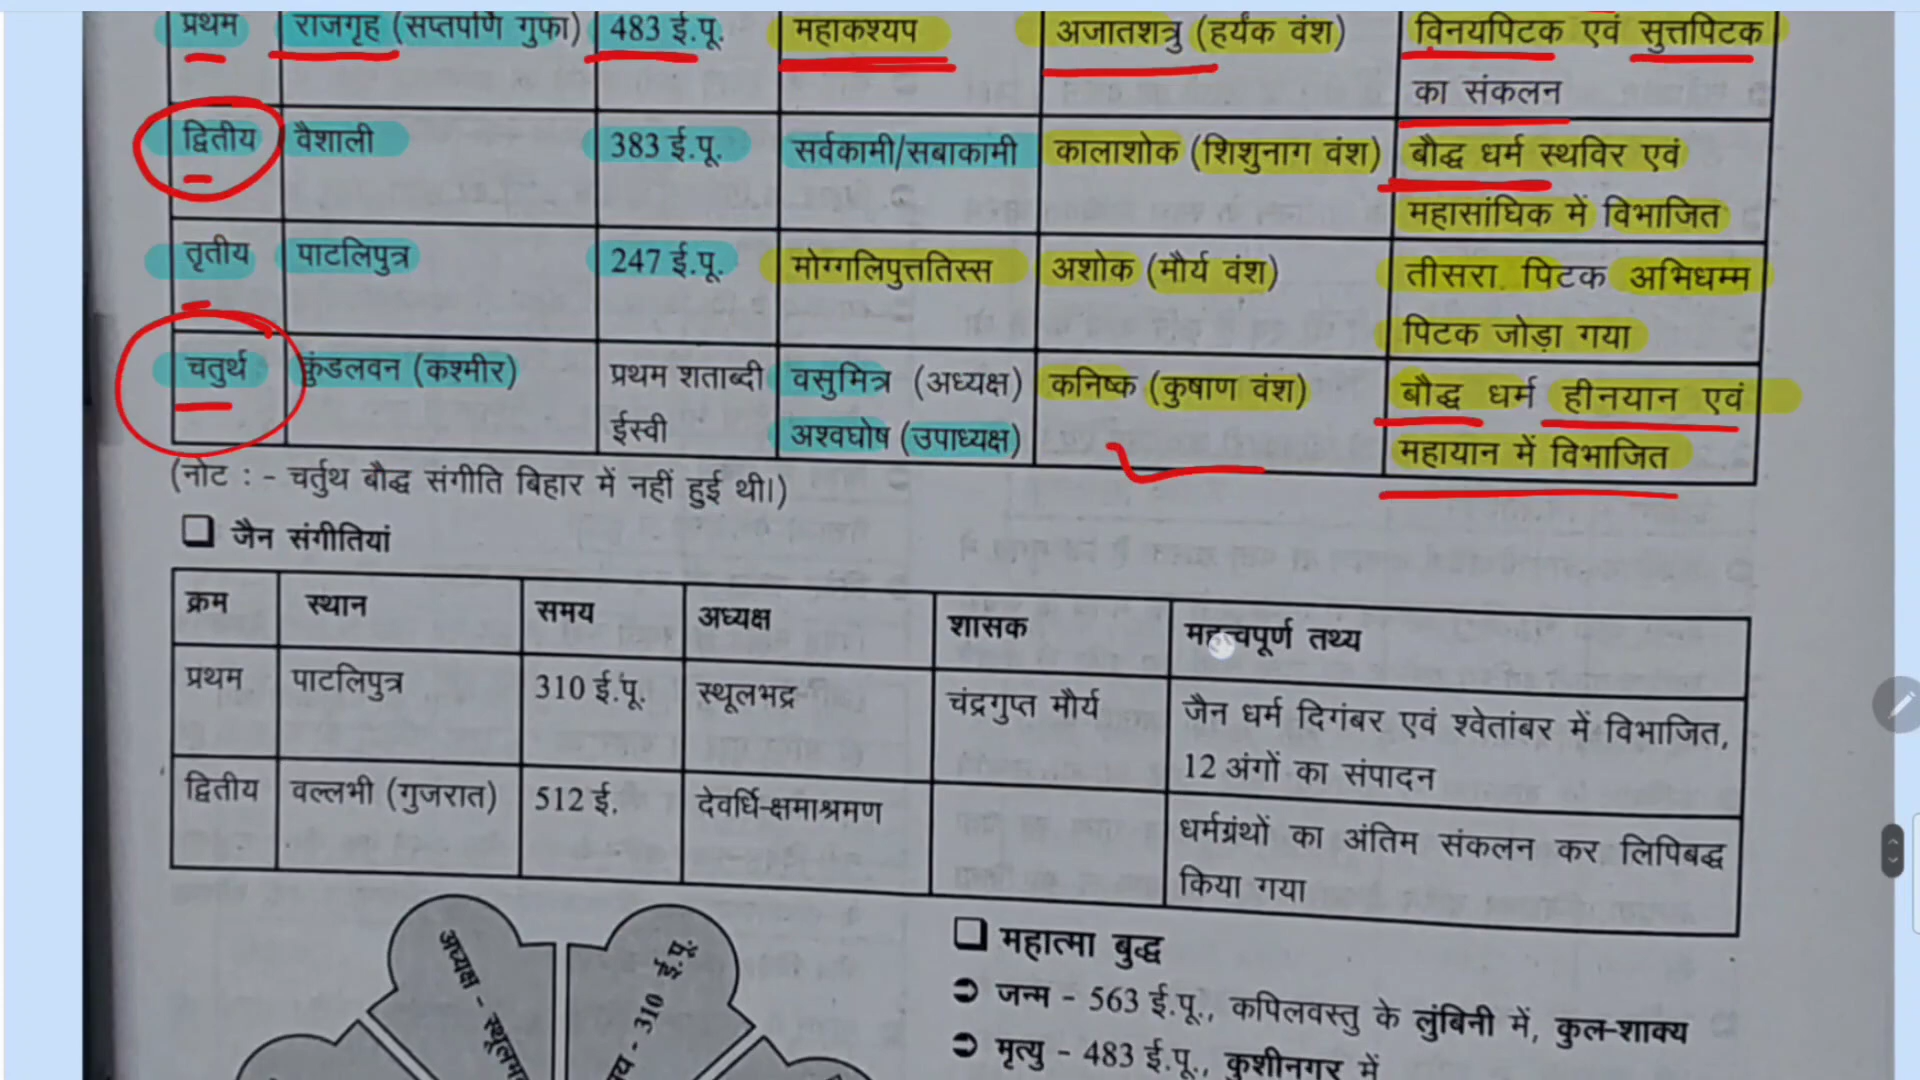 प्रथम राजगृह (सप्तपर्णि गुफा) 483 ई.पू. महाकश्यप अजातशत्रु (हर्यंक वंश) विनयपिटक एवं सुत्तपिटक
का संकलन
द्वितीय वैशाली 383 ई.पू. सर्वकामी/सबाकामी कालाशोक (शिशुनाग वंश) बौद्ध धर्म स्थविर एवं
महासांघिक में विभाजित
तृतीय पाटलिपुत्र 247 ई.पू. मोग्गलिपुत्ततिस्स अशोक (मौर्य वंश) तीसरा पिटक अभिधम्म
पिटक जोड़ा गया
चतुर्थ कुंडलवन (कश्मीर) प्रथम शताब्दी वसुमित्र (अध्यक्ष) कनिष्क (कुषाण वंश) बौद्ध धर्म हीनयान एवं
ईस्वी अश्वघोष (उपाध्यक्ष) महायान में विभाजित
(नोट : - चर्तुथ बौद्ध संगीति बिहार में नहीं हुई थी।)
जैन संगीतियां
क्रम स्थान समय अध्यक्ष शासक महत्वपूर्ण तथ्य
प्रथम पाटलिपुत्र 310 ई.पू. स्थूलभद्र चंद्रगुप्त मौर्य जैन धर्म दिगंबर एवं श्वेतांबर में विभाजित,
12 अंगों का संपादन
द्वितीय वल्लभी (गुजरात) 512 ई. देवर्धि-क्षमाश्रमण धर्मग्रंथों का अंतिम संकलन कर लिपिबद्ध
किया गया
अध्यक्ष - स्थूलभ
य - 310 ई.पू.
महात्मा बुद्ध
जन्म - 563 ई.पू., कपिलवस्तु के लुंबिनी में, कुल-शाक्य
मृत्यु - 483 ई.पू., कुशीनगर में